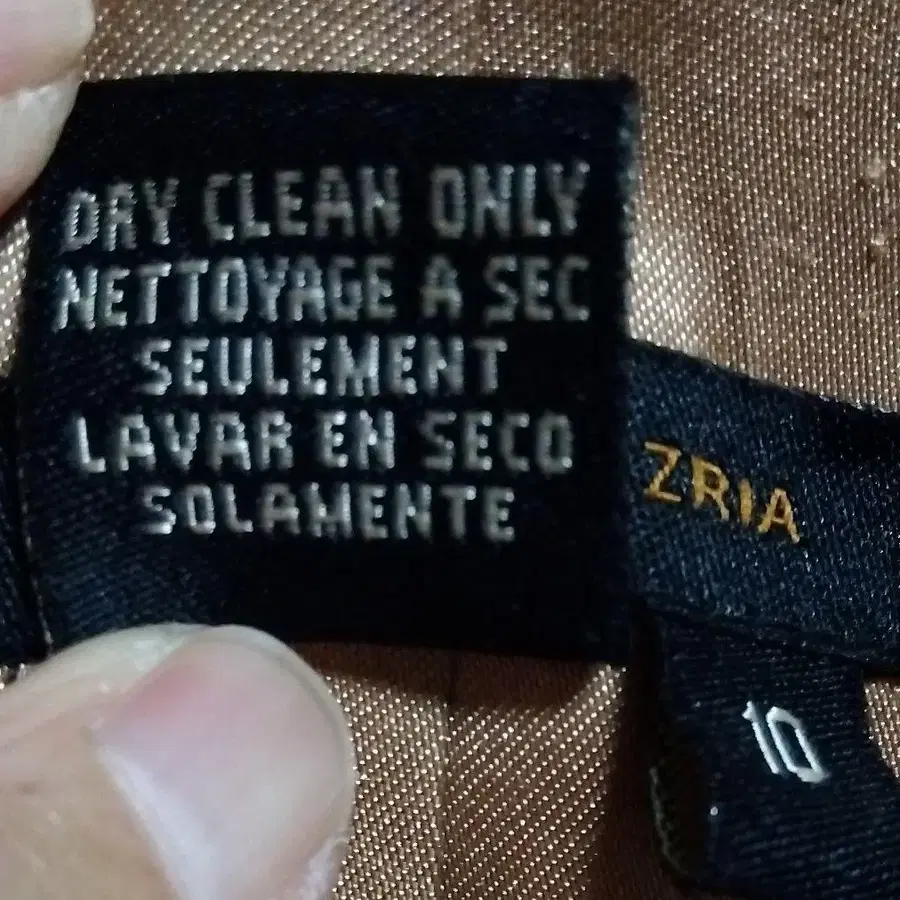 DRY CLEAN ONLY
NETTOYAGE A SEC
SEULEMENT
LAVAR EN SECO
SOLAMENTE
ZRIA
10